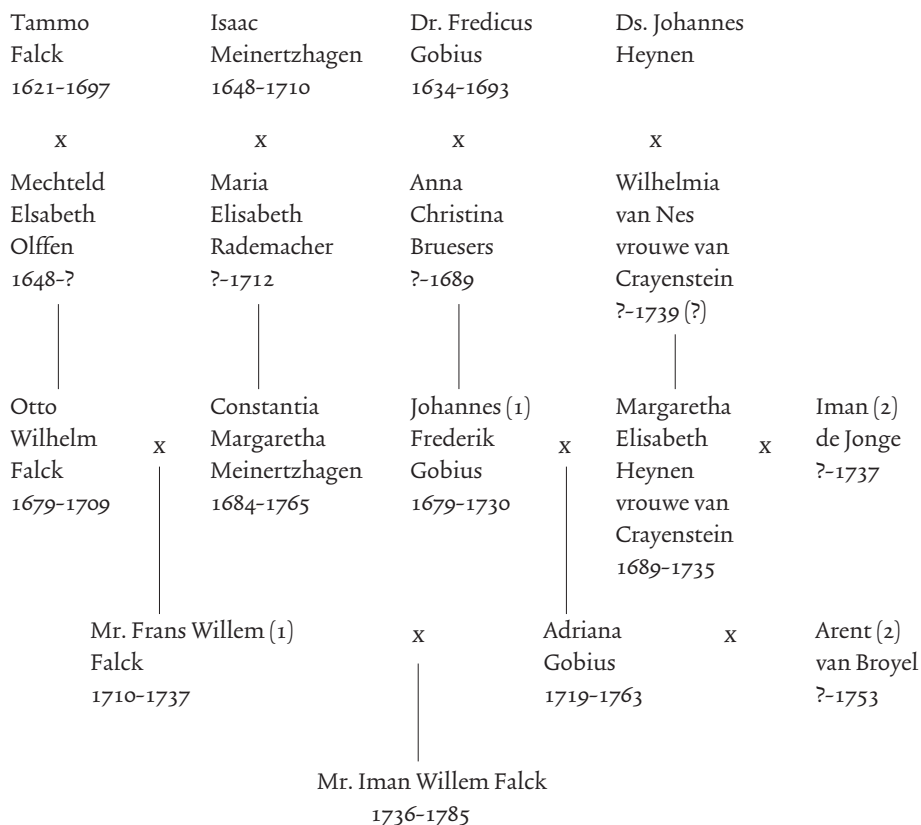 Tammo
Falck
1621-1697
Isaac
Meinertzhagen
1648-1710
Dr. Fredicus
Gobius
1634-1693
Ds. Johannes
Heynen
x
x
x
x
Mechteld
Elsabeth
Olffen
1648-?
Maria
Elisabeth
Rademacher
?-1712
Anna
Christina
Bruesers
?-1689
Wilhelmia
van Nes
vrouwe van
Crayenstein
?-1739 (?)
Otto
Wilhelm
Falck
1679-1709
x
Constantia
Margaretha
Meinertzhagen
1684-1765
Johannes (1)
Frederik
Gobius
1679-1730
x
Margaretha
Elisabeth
Heynen
vrouwe van
Crayenstein
1689-1735
x
Iman (2)
de Jonge
?-1737
Mr. Frans Willem (1)
Falck
1710-1737
x
Adriana
Gobius
1719-1763
x
Arent (2)
van Broyel
?-1753
Mr. Iman Willem Falck
1736-1785